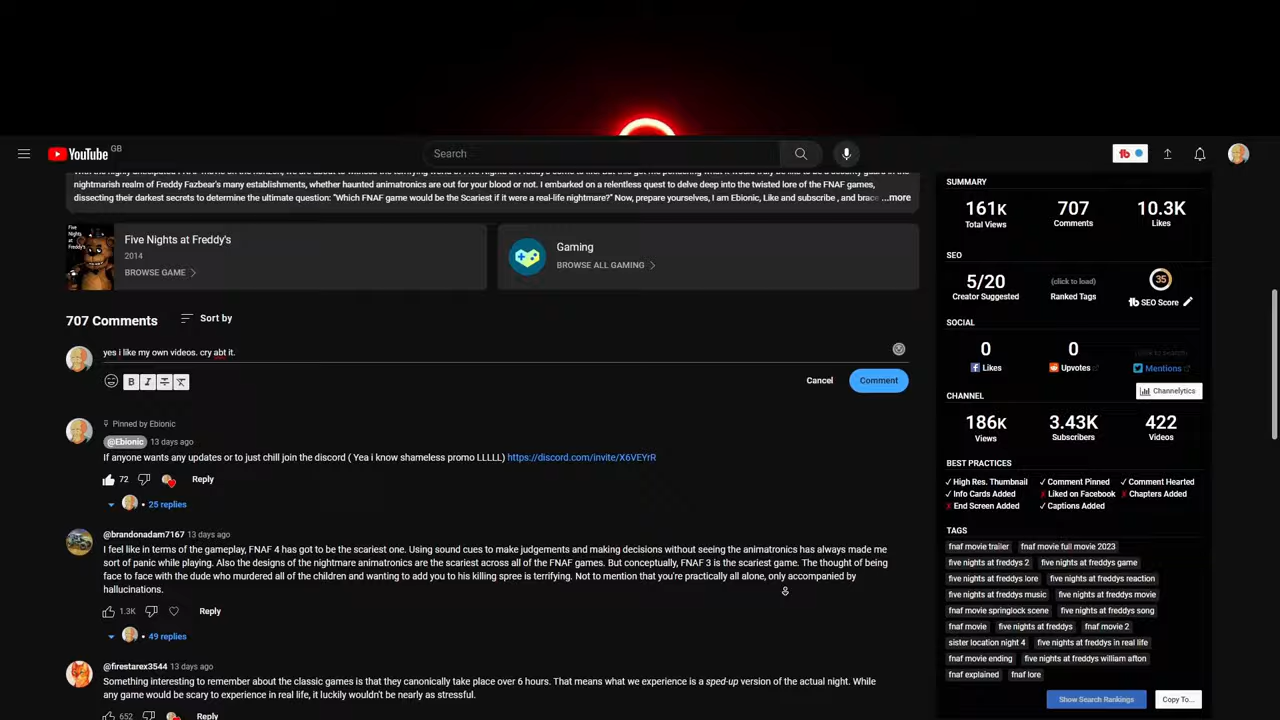 YouTube GB
Search
nightmarish realm of Freddy Fazbear's many establishments, whether haunted animatronics are out for your blood or not. I embarked on a relentless quest to delve deep into the twisted lore of the FNAF games,
dissecting their darkest secrets to determine the ultimate question: "Which FNAF game would be the Scariest if it were a real-life nightmare?" Now, prepare yourselves, I am Ebionic, Like and subscribe , and brace ...more
Five Nights at Freddy's
2014
BROWSE GAME
Gaming
BROWSE ALL GAMING
707 Comments
Sort by
yes i like my own videos. cry abt it.
Cancel
Comment
Pinned by Ebionic
@Ebionic 13 days ago
If anyone wants any updates or to just chill join the discord ( Yea i know shameless promo LLLLL) https://discord.com/invite/X6VEYrR
72 Reply
25 replies
@brandonadam7167 13 days ago
I feel like in terms of the gameplay, FNAF 4 has got to be the scariest one. Using sound cues to make judgements and making decisions without seeing the animatronics has always made me
sort of panic while playing. Also the designs of the nightmare animatronics are the scariest across all of the FNAF games. But conceptually, FNAF 3 is the scariest game. The thought of being
face to face with the dude who murdered all of the children and wanting to add you to his killing spree is terrifying. Not to mention that you're practically all alone, only accompanied by
hallucinations.
1.3K Reply
49 replies
@firestarex3544 13 days ago
Something interesting to remember about the classic games is that they canonically take place over 6 hours. That means what we experience is a sped-up version of the actual night. While
any game would be scary to experience in real life, it luckily wouldn't be nearly as stressful.
652 Reply
SUMMARY
161K 707 10.3K
Total Views Comments Likes
SEO
5/20 (click to load) 35
Creator Suggested Ranked Tags tb SEO Score
SOCIAL
0 0
Likes Upvotes Mentions
Channelytics
CHANNEL
186K 3.43K 422
Views Subscribers Videos
BEST PRACTICES
✓ High Res. Thumbnail ✓ Comment Pinned ✓ Comment Hearted
✓ Info Cards Added ✗ Liked on Facebook ✗ Chapters Added
✗ End Screen Added ✓ Captions Added
TAGS
fnaf movie trailer fnaf movie full movie 2023
five nights at freddys 2 five nights at freddys game
five nights at freddys lore five nights at freddys reaction
five nights at freddys music five nights at freddys movie
fnaf movie springlock scene five nights at freddys song
fnaf movie five nights at freddys fnaf movie 2
sister location night 4 five nights at freddys in real life
fnaf movie ending five nights at freddys william afton
fnaf explained fnaf lore
Show Search Rankings Copy To...